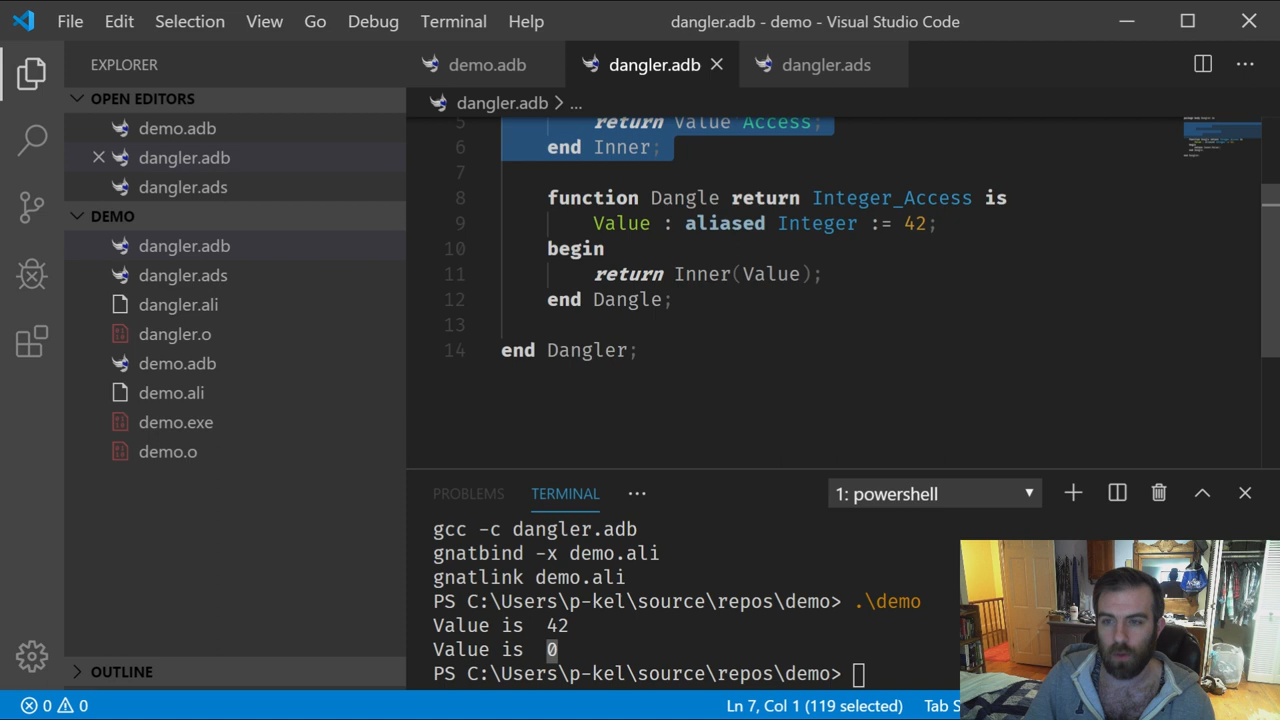 File Edit Selection View Go Debug Terminal Help dangler.adb - demo - Visual Studio Code
EXPLORER
OPEN EDITORS
demo.adb
dangler.adb
dangler.ads
DEMO
dangler.adb
dangler.ads
dangler.ali
dangler.o
demo.adb
demo.ali
demo.exe
demo.o
OUTLINE
demo.adb dangler.adb dangler.ads
dangler.adb > ...
5 return Value'Access;
6 end Inner;
7
8 function Dangle return Integer_Access is
9 Value : aliased Integer := 42;
10 begin
11 return Inner(Value);
12 end Dangle;
13
14 end Dangler;
PROBLEMS TERMINAL ... 1: powershell
gcc -c dangler.adb
gnatbind -x demo.ali
gnatlink demo.ali
PS C:\Users\p-kel\source\repos\demo> .\demo
Value is 42
Value is 0
PS C:\Users\p-kel\source\repos\demo>
0 0 Ln 7, Col 1 (119 selected) Tab S